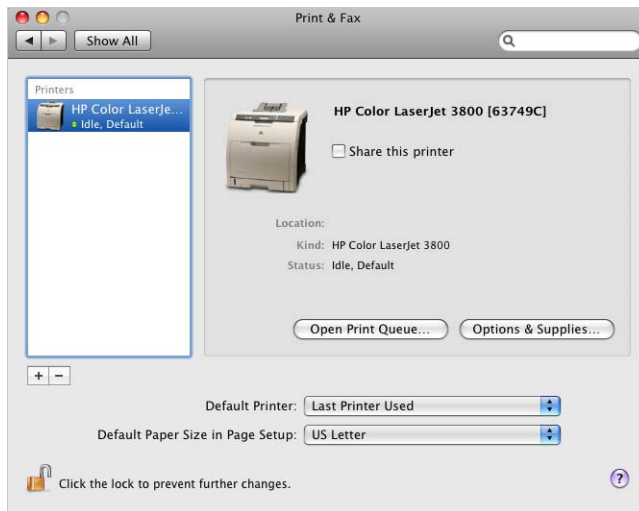 Print & Fax
Show All
Printers
HP Color LaserJe...
Idle, Default
HP Color LaserJet 3800 [63749C]
Share this printer
Location:
Kind: HP Color LaserJet 3800
Status: Idle, Default
Open Print Queue... Options & Supplies...
+ −
Default Printer: Last Printer Used
Default Paper Size in Page Setup: US Letter
Click the lock to prevent further changes. ?